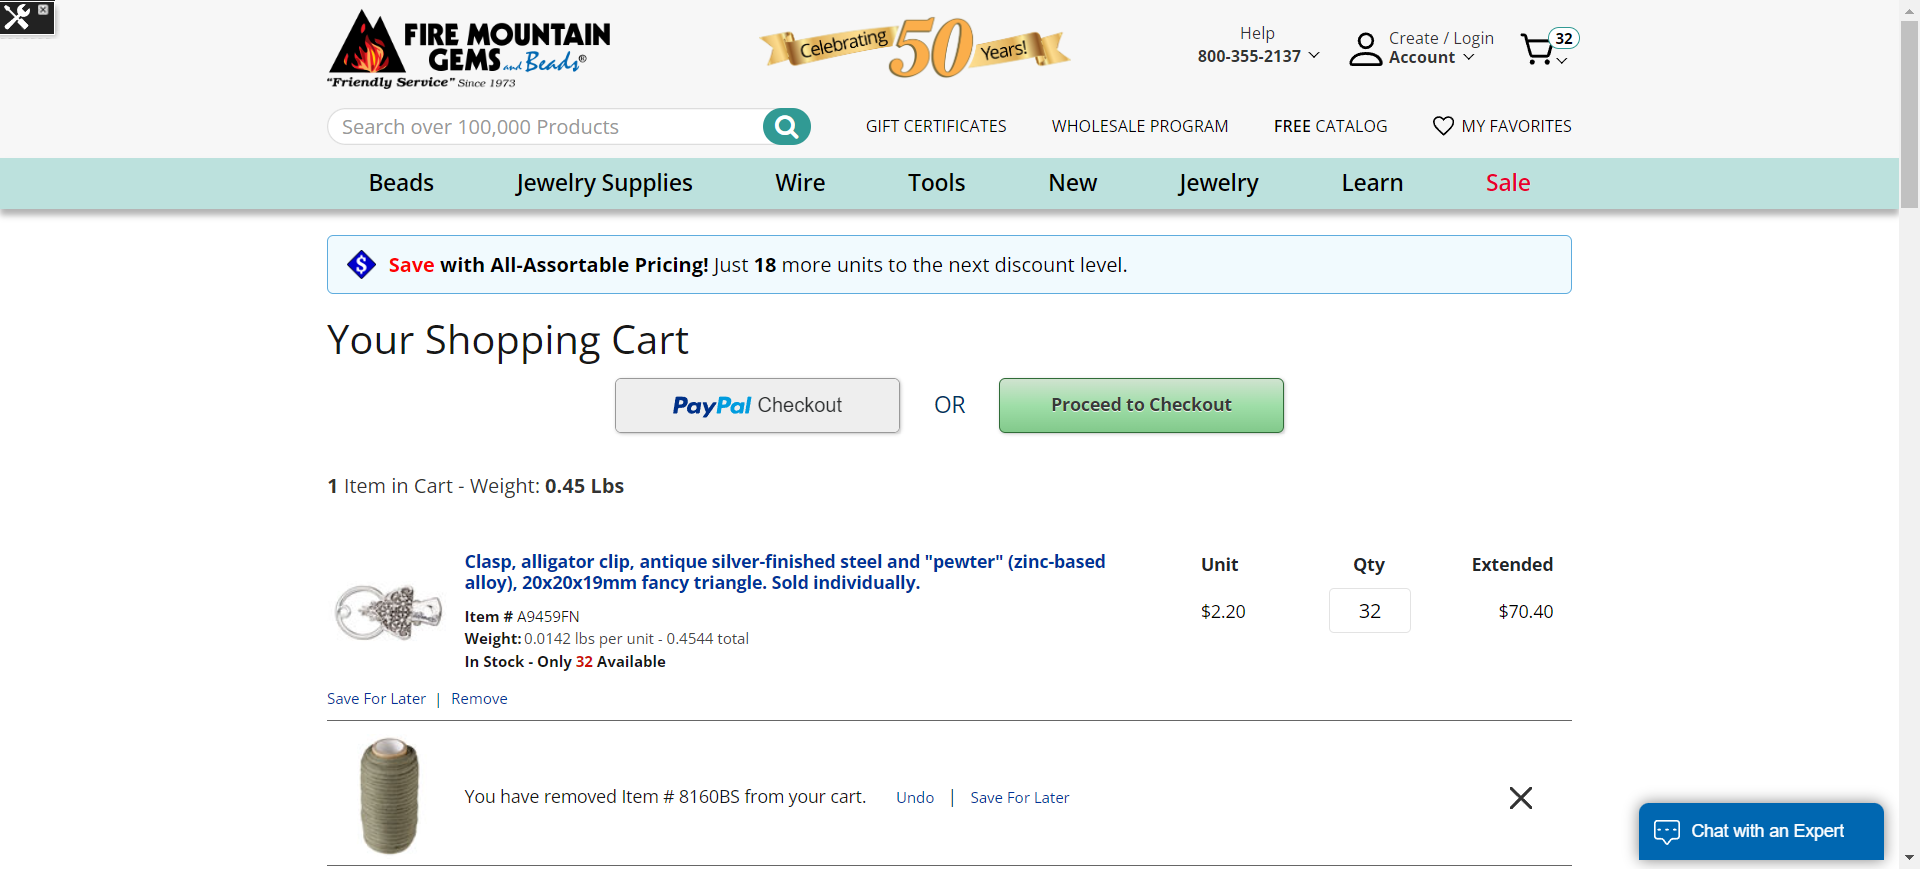 FIRE MOUNTAIN
GEMS and Beads®
"Friendly Service" Since 1973
Celebrating 50 Years!
Help
800-355-2137
Create / Login
Account
32
Search over 100,000 Products
GIFT CERTIFICATES
WHOLESALE PROGRAM
FREE CATALOG
MY FAVORITES
Beads
Jewelry Supplies
Wire
Tools
New
Jewelry
Learn
Sale
$ Save with All-Assortable Pricing! Just 18 more units to the next discount level.
Your Shopping Cart
PayPal Checkout
OR
Proceed to Checkout
1 Item in Cart - Weight: 0.45 Lbs
Clasp, alligator clip, antique silver-finished steel and "pewter" (zinc-based
alloy), 20x20x19mm fancy triangle. Sold individually.
Item # A9459FN
Weight: 0.0142 lbs per unit - 0.4544 total
In Stock - Only 32 Available
Unit
$2.20
Qty
32
Extended
$70.40
Save For Later | Remove
You have removed Item # 8160BS from your cart.
Undo | Save For Later
Chat with an Expert